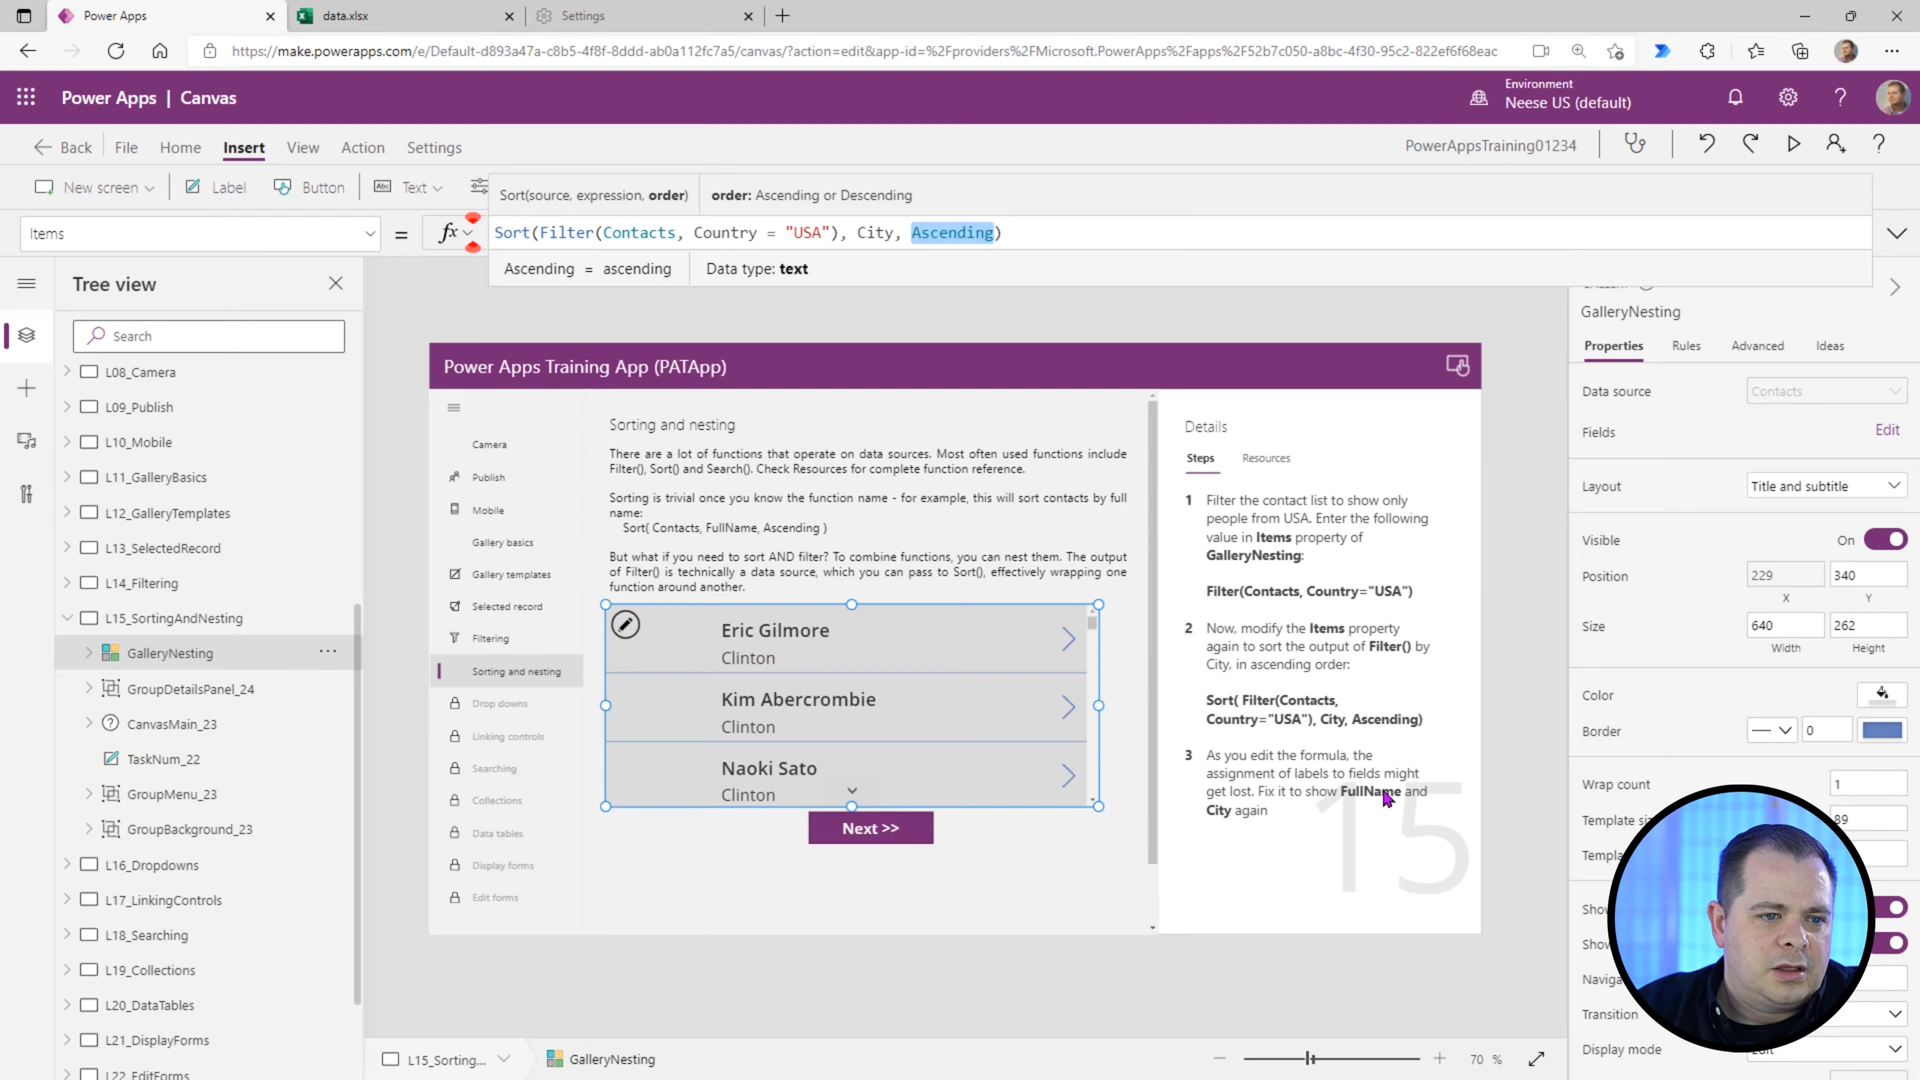 Power Apps
data.xlsx
Settings
https://make.powerapps.com/e/Default-d893a47a-c8b5-4f8f-8ddd-ab0a112fc7a5/canvas/?action=edit&app-id=%2Fproviders%2FMicrosoft.PowerApps%2Fapps%2F52b7c050-a8bc-4f30-95c2-822ef6f68eac
Power Apps | Canvas
Environment
Neese US (default)
Back File Home Insert View Action Settings
PowerAppsTraining01234
New screen Label Button Text
Sort(source, expression, order) order: Ascending or Descending
Items = fx Sort(Filter(Contacts, Country = "USA"), City, Ascending)
Ascending = ascending Data type: text
Tree view
Search
L08_Camera
L09_Publish
L10_Mobile
L11_GalleryBasics
L12_GalleryTemplates
L13_SelectedRecord
L14_Filtering
L15_SortingAndNesting
GalleryNesting
GroupDetailsPanel_24
CanvasMain_23
TaskNum_22
GroupMenu_23
GroupBackground_23
L16_Dropdowns
L17_LinkingControls
L18_Searching
L19_Collections
L20_DataTables
L21_DisplayForms
L22_EditForms
Power Apps Training App (PATApp)
Camera
Publish
Mobile
Gallery basics
Gallery templates
Selected record
Filtering
Sorting and nesting
Drop downs
Linking controls
Searching
Collections
Data tables
Display forms
Edit forms
Sorting and nesting
There are a lot of functions that operate on data sources. Most often used functions include
Filter(), Sort() and Search(). Check Resources for complete function reference.
Sorting is trivial once you know the function name - for example, this will sort contacts by full
name:
Sort( Contacts, FullName, Ascending )
But what if you need to sort AND filter? To combine functions, you can nest them. The output
of Filter() is technically a data source, which you can pass to Sort(), effectively wrapping one
function around another.
Eric Gilmore
Clinton
Kim Abercrombie
Clinton
Naoki Sato
Clinton
Next >>
Details
Steps Resources
1 Filter the contact list to show only
people from USA. Enter the following
value in Items property of
GalleryNesting:
Filter(Contacts, Country="USA")
2 Now, modify the Items property
again to sort the output of Filter() by
City, in ascending order:
Sort( Filter(Contacts,
Country="USA"), City, Ascending)
3 As you edit the formula, the
assignment of labels to fields might
get lost. Fix it to show FullName and
City again
15
GalleryNesting
Properties Rules Advanced Ideas
Data source Contacts
Fields Edit
Layout Title and subtitle
Visible On
Position 229 340
X Y
Size 640 262
Width Height
Color
Border 0
Wrap count 1
Template si 89
Templa
Sho
Sho
Naviga
Transition
Display mode
L15_Sorting... GalleryNesting
70 %